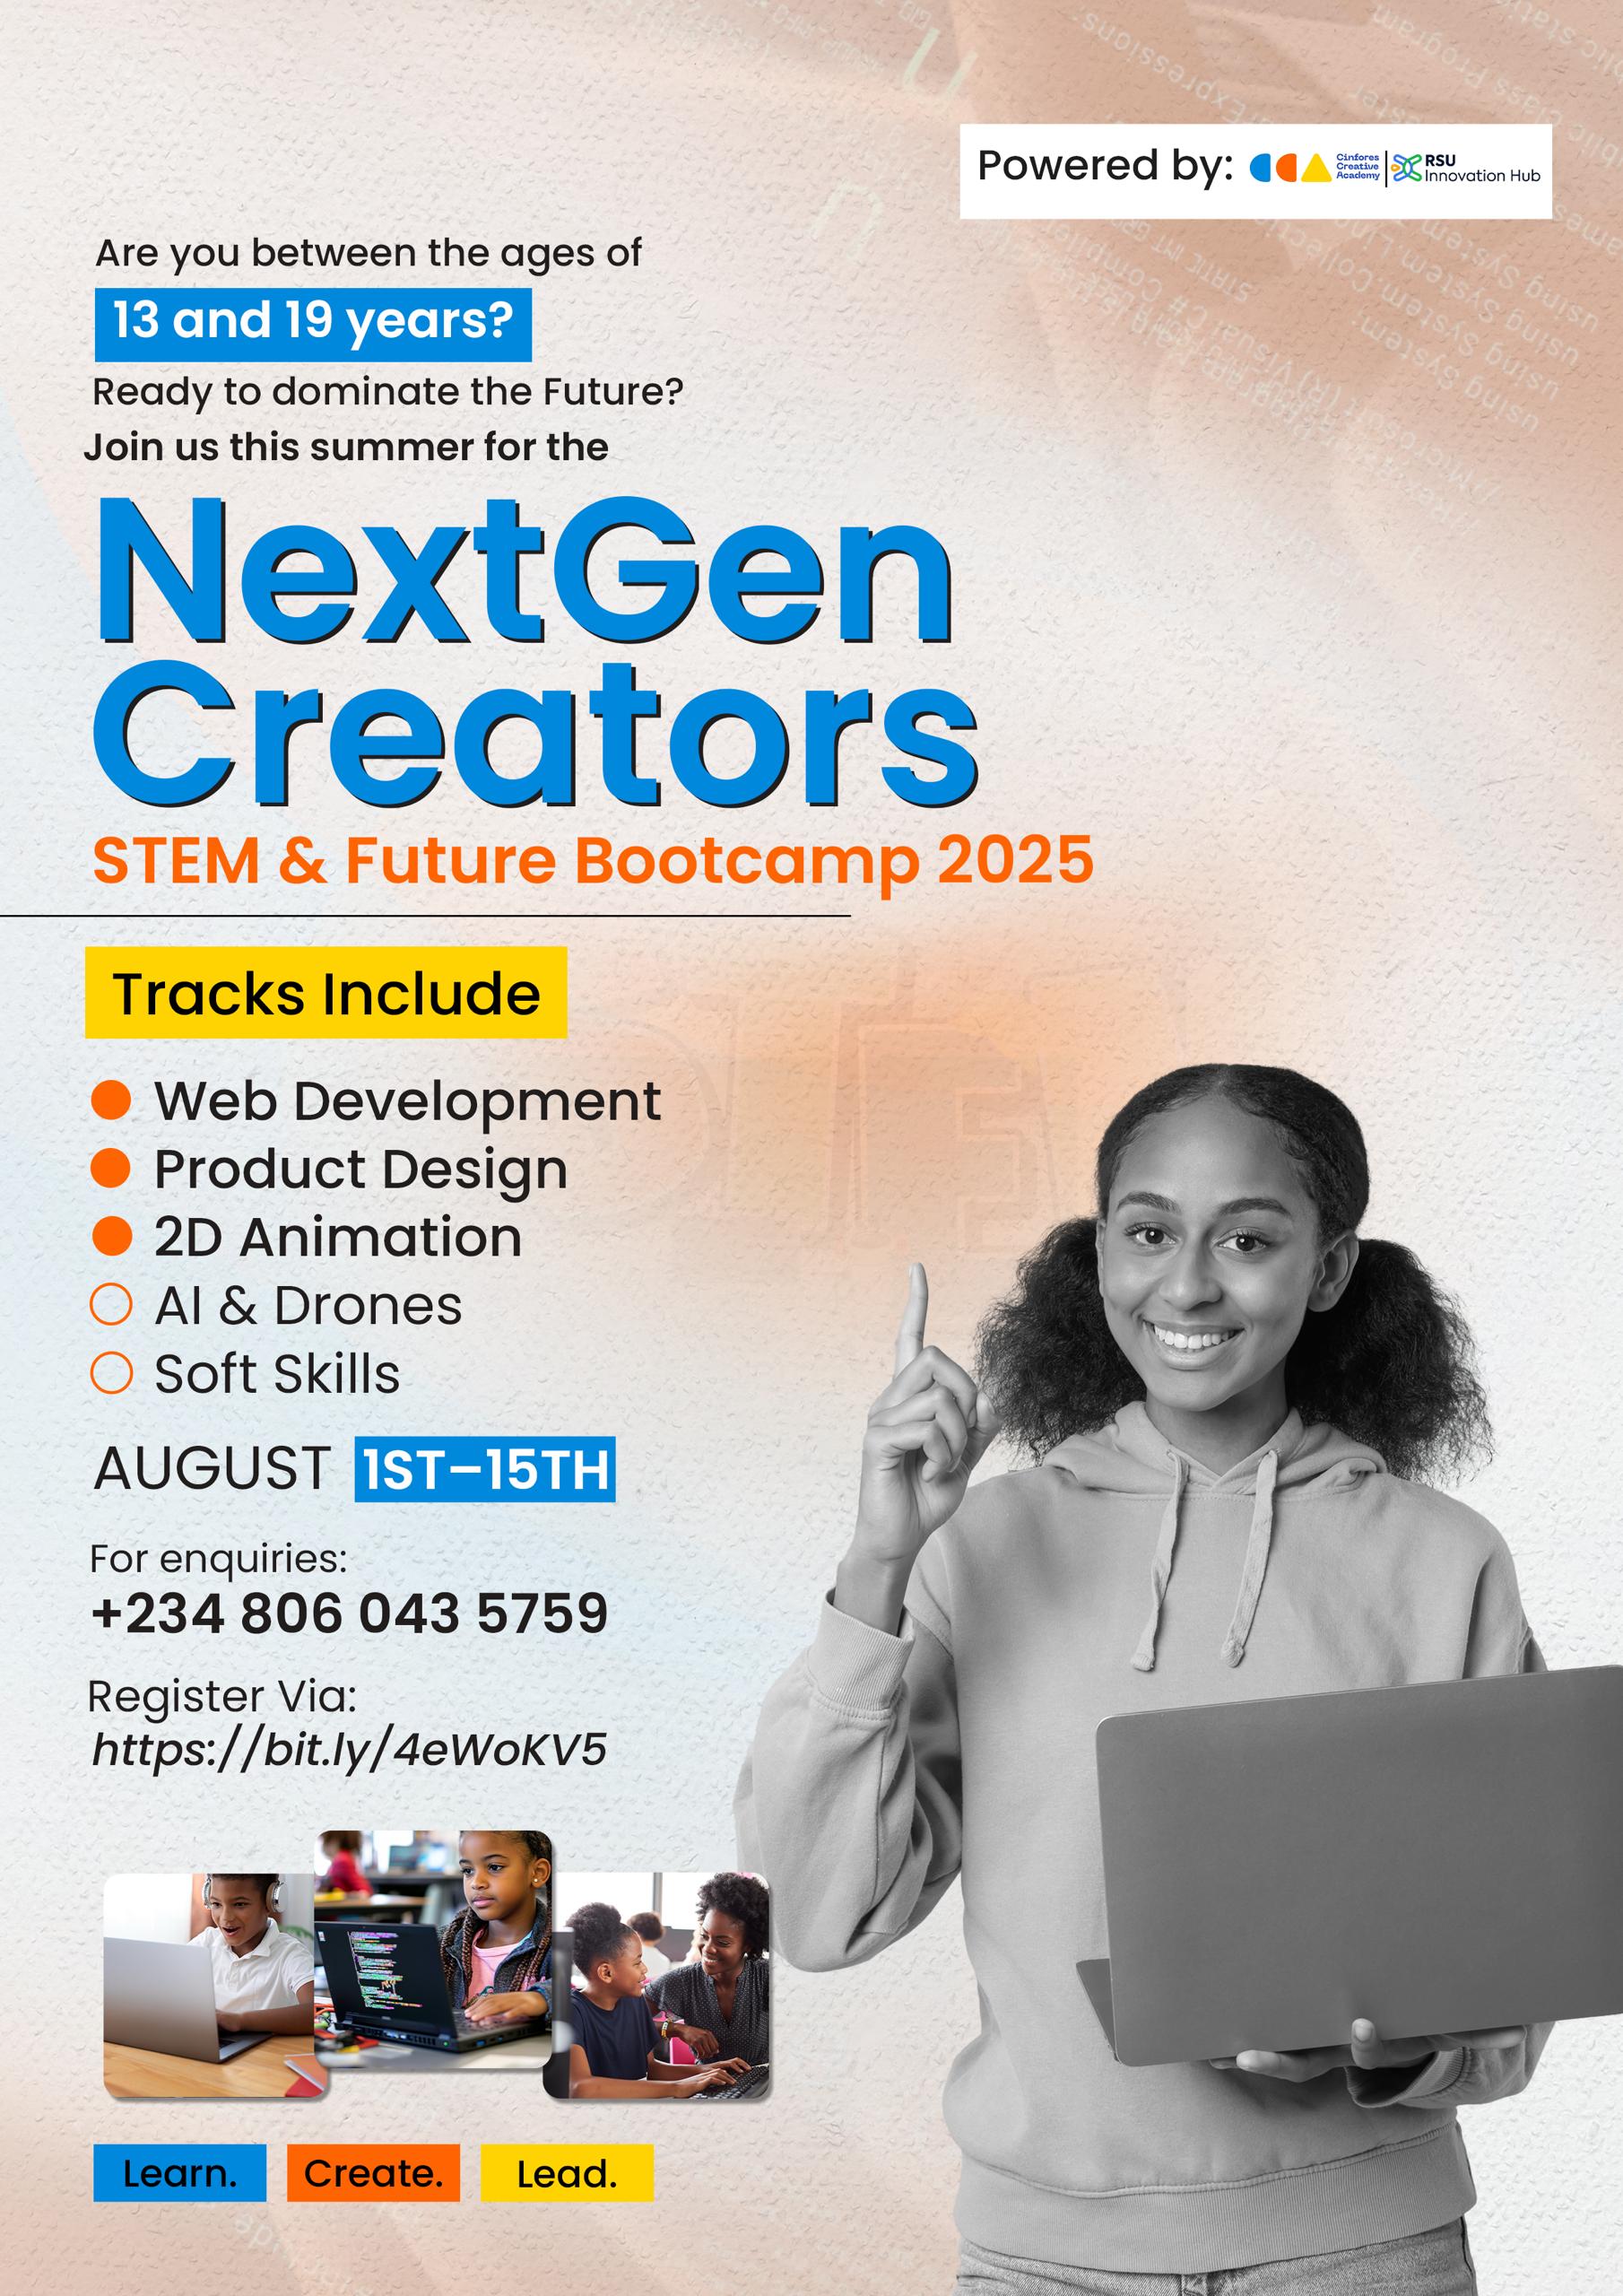 Powered by:
Cinfores
Creative
Academy
RSU
Innovation Hub
Are you between the ages of
13 and 19 years?
Ready to dominate the Future?
Join us this summer for the
NextGen
Creators
STEM & Future Bootcamp 2025
Tracks Include
Web Development
Product Design
2D Animation
AI & Drones
Soft Skills
AUGUST 1ST–15TH
For enquiries:
+234 806 043 5759
Register Via:
https://bit.ly/4eWoKV5
Learn. Create. Lead.